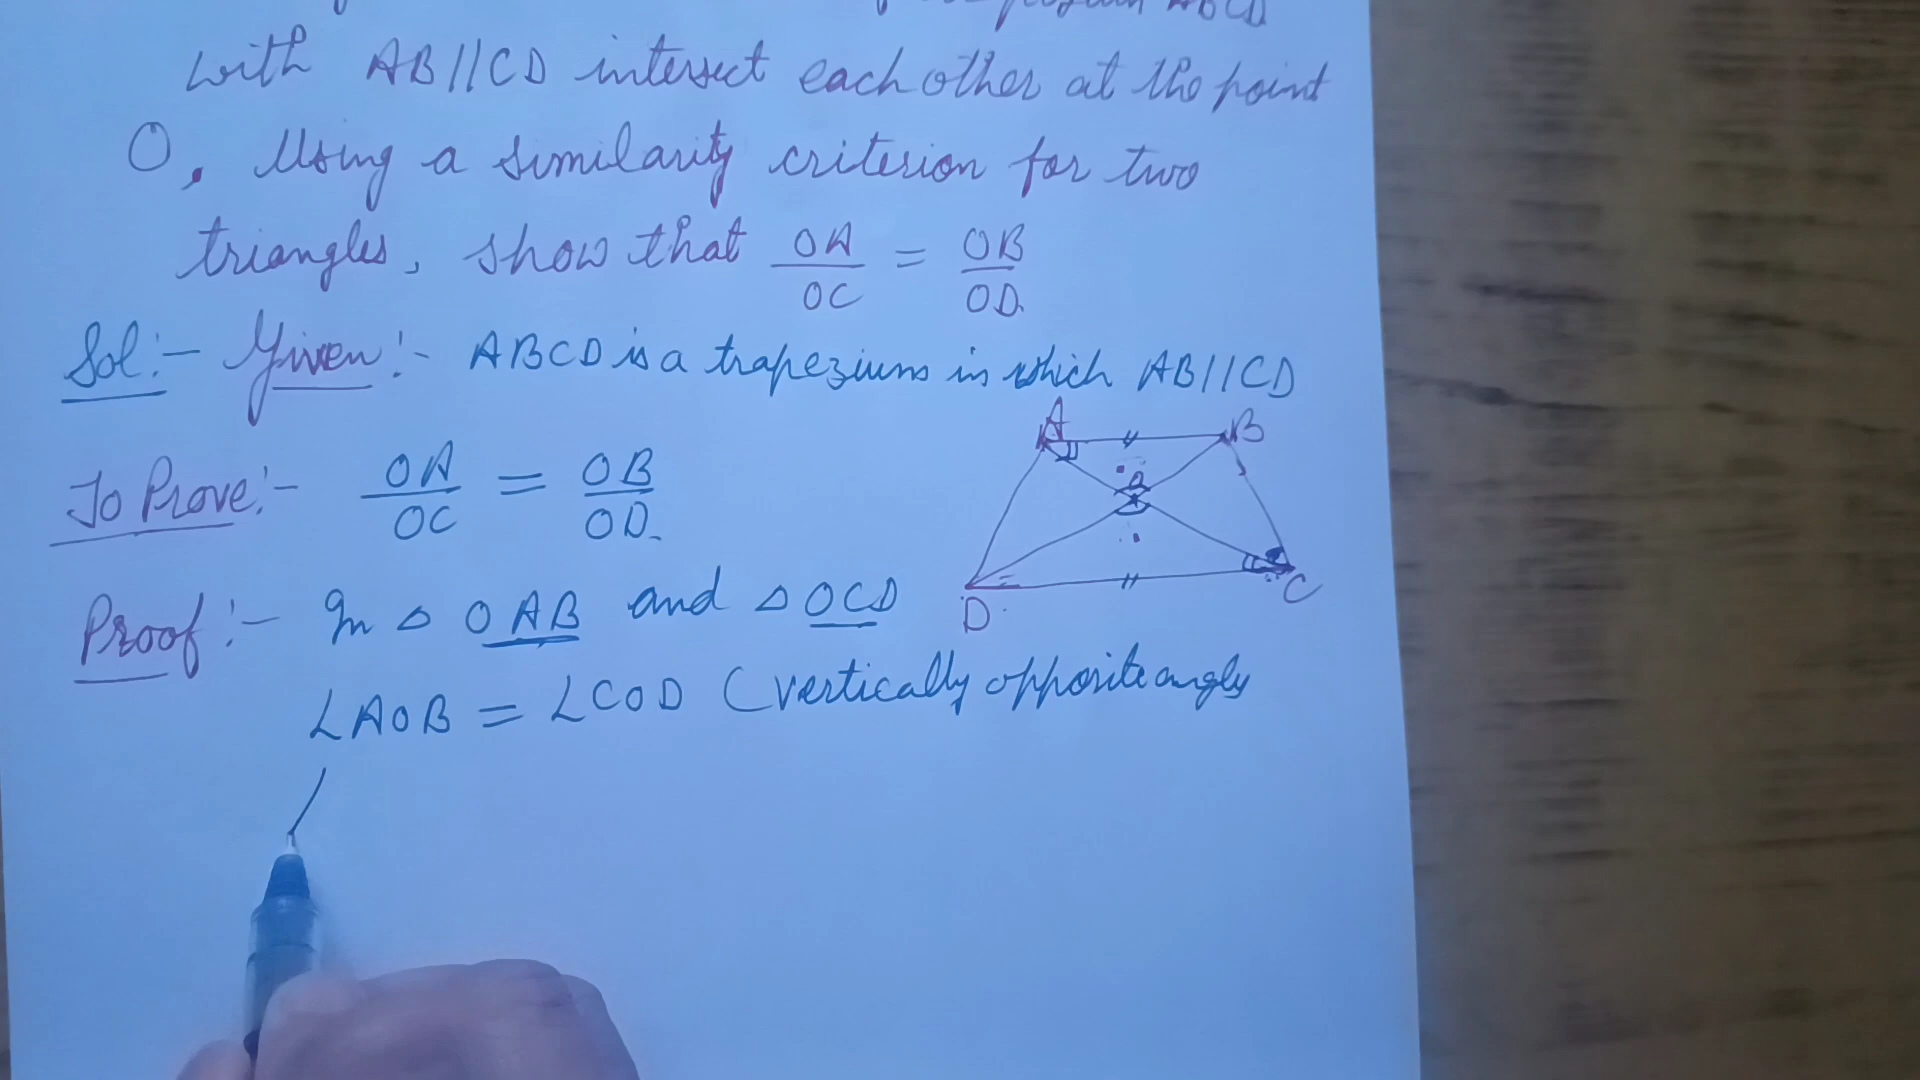 ABCD
with AB//CD intersect each other at the point
O, Using a similarity criterion for two
triangles, show that OA/OC = OB/OD.
Sol:- Given:- ABCD is a trapezium in which AB//CD
A B
To Prove:- OA/OC = OB/OD.
O
Proof:- In △ OAB and △ OCD
D C
∠AOB = ∠COD (vertically opposite angles